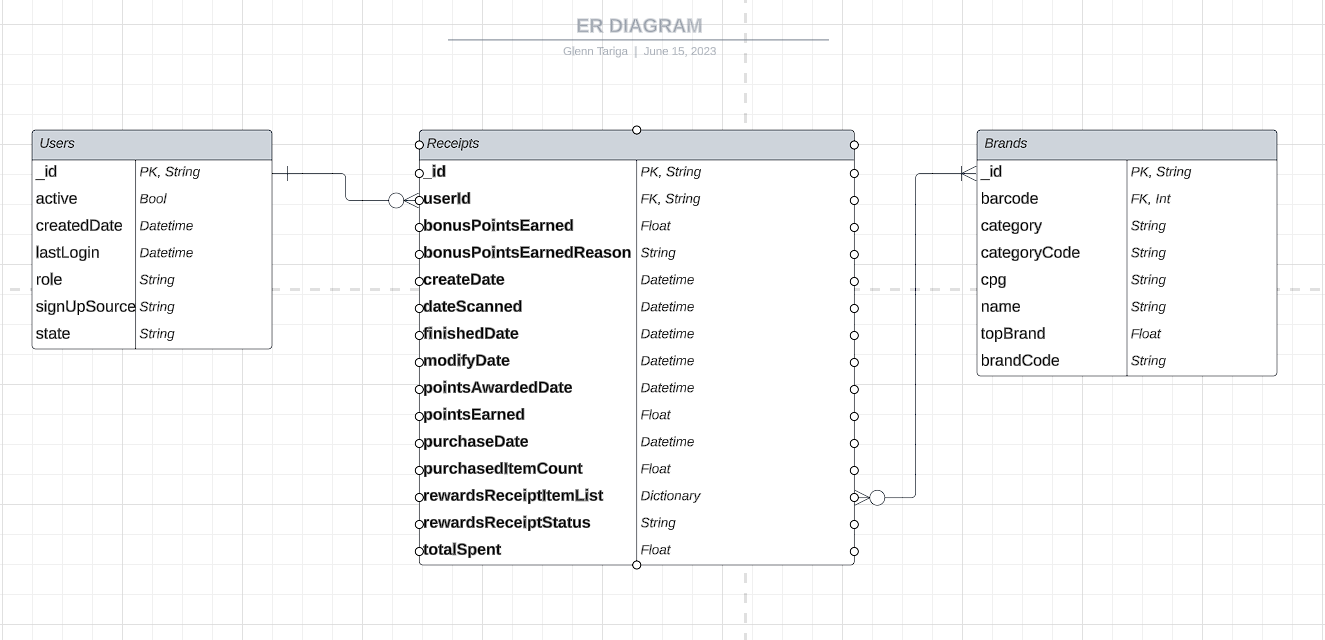 ER DIAGRAM
Glenn Tariga | June 15, 2023
Users
_id PK, String
active Bool
createdDate Datetime
lastLogin Datetime
role String
signUpSource String
state String
Receipts
_id PK, String
userId FK, String
bonusPointsEarned Float
bonusPointsEarnedReason String
createDate Datetime
dateScanned Datetime
finishedDate Datetime
modifyDate Datetime
pointsAwardedDate Datetime
pointsEarned Float
purchaseDate Datetime
purchasedItemCount Float
rewardsReceiptItemList Dictionary
rewardsReceiptStatus String
totalSpent Float
Brands
_id PK, String
barcode FK, Int
category String
categoryCode String
cpg String
name String
topBrand Float
brandCode String